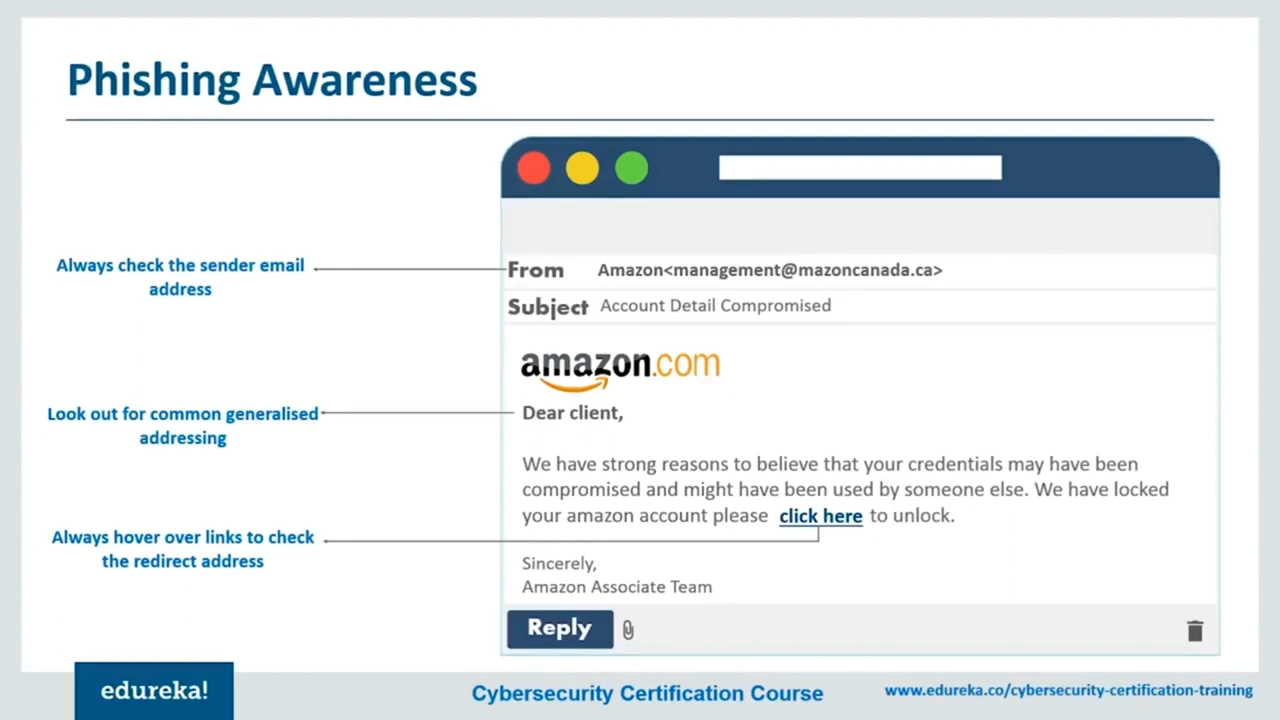 Phishing Awareness
Always check the sender email
address
From Amazon<management@mazoncanada.ca>
Subject Account Detail Compromised
amazon.com
Look out for common generalised
addressing
Dear client,
We have strong reasons to believe that your credentials may have been
compromised and might have been used by someone else. We have locked
your amazon account please click here to unlock.
Always hover over links to check
the redirect address
Sincerely,
Amazon Associate Team
Reply
edureka!
Cybersecurity Certification Course
www.edureka.co/cybersecurity-certification-training